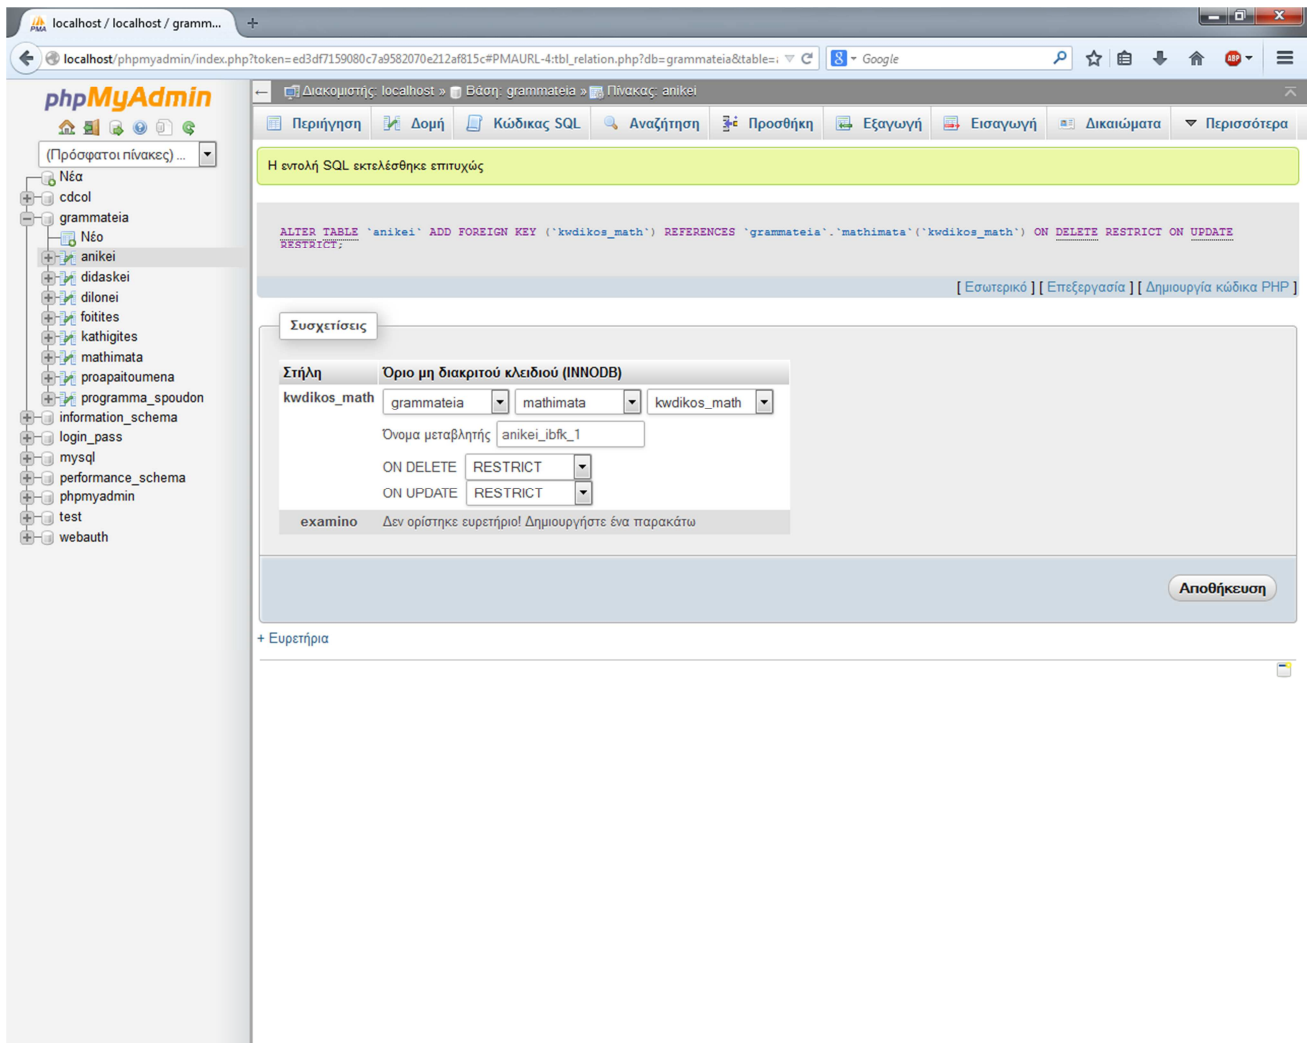 localhost / localhost / gramm...
localhost/phpmyadmin/index.php?token=ed3df7159080c7a9582070e212af815c#PMAURL-4:tbl_relation.php?db=grammateia&table=
Google
phpMyAdmin
(Πρόσφατοι πίνακες) ...
Νέα
cdcol
grammateia
Νέο
anikei
didaskei
dilonei
foitites
kathigites
mathimata
proapaitoumena
programma_spoudon
information_schema
login_pass
mysql
performance_schema
phpmyadmin
test
webauth
Διακομιστής: localhost » Βάση: grammateia » Πίνακας: anikei
Περιήγηση Δομή Κώδικας SQL Αναζήτηση Προσθήκη Εξαγωγή Εισαγωγή Δικαιώματα Περισσότερα
Η εντολή SQL εκτελέσθηκε επιτυχώς
ALTER TABLE `anikei` ADD FOREIGN KEY (`kwdikos_math`) REFERENCES `grammateia`.`mathimata`(`kwdikos_math`) ON DELETE RESTRICT ON UPDATE
RESTRICT;
[ Εσωτερικό ] [ Επεξεργασία ] [ Δημιουργία κώδικα PHP ]
Συσχετίσεις
Στήλη Όριο μη διακριτού κλειδιού (INNODB)
kwdikos_math grammateia mathimata kwdikos_math
Όνομα μεταβλητής anikei_ibfk_1
ON DELETE RESTRICT
ON UPDATE RESTRICT
examino Δεν ορίστηκε ευρετήριο! Δημιουργήστε ένα παρακάτω
Αποθήκευση
+ Ευρετήρια